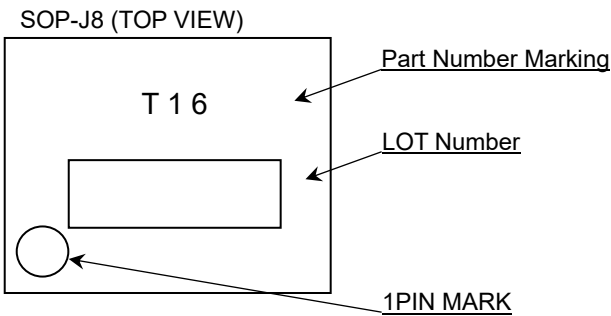 SOP-J8 (TOP VIEW)
Part Number Marking
T 1 6
LOT Number
1PIN MARK